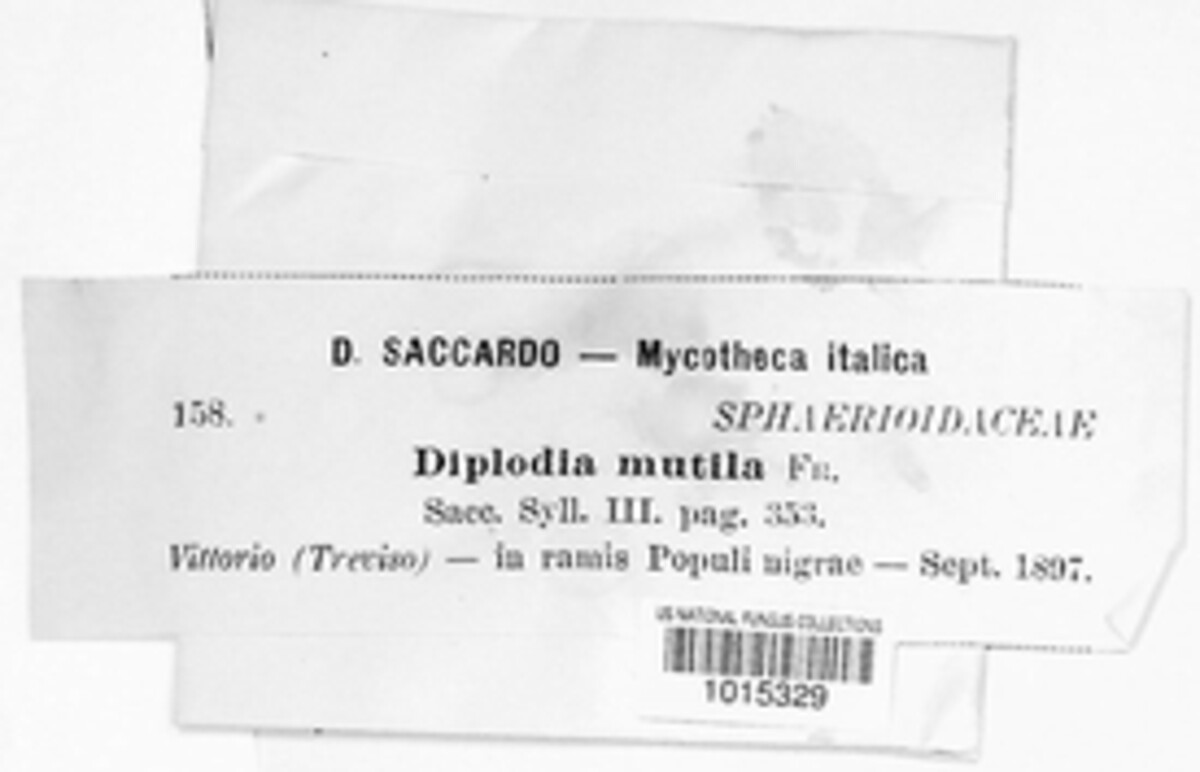 D. SACCARDO — Mycotheca italica
158.
SPHAERIOIDACEAE
Diplodia mutila Fr.
Sacc. Syll. III. pag. 353.
Vittorio (Treviso) — in ramis Populi nigrae — Sept. 1897.
US NATIONAL FUNGUS COLLECTIONS
1015329